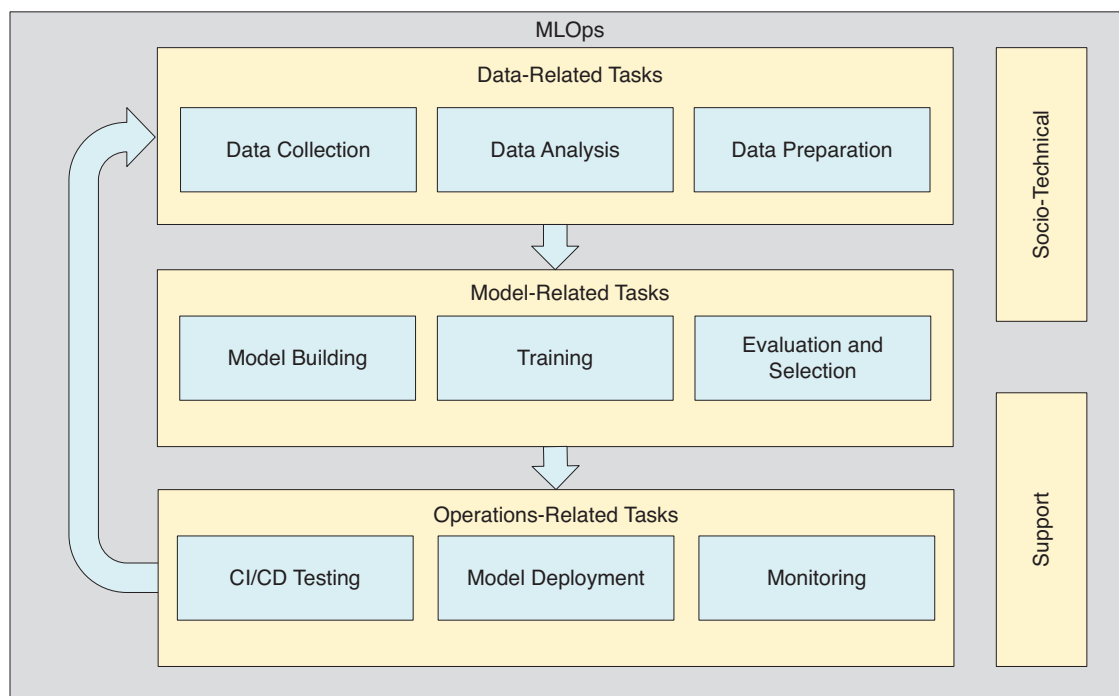 MLOps
Data-Related Tasks
Data Collection
Data Analysis
Data Preparation
Model-Related Tasks
Model Building
Training
Evaluation and
Selection
Operations-Related Tasks
CI/CD Testing
Model Deployment
Monitoring
Socio-Technical
Support